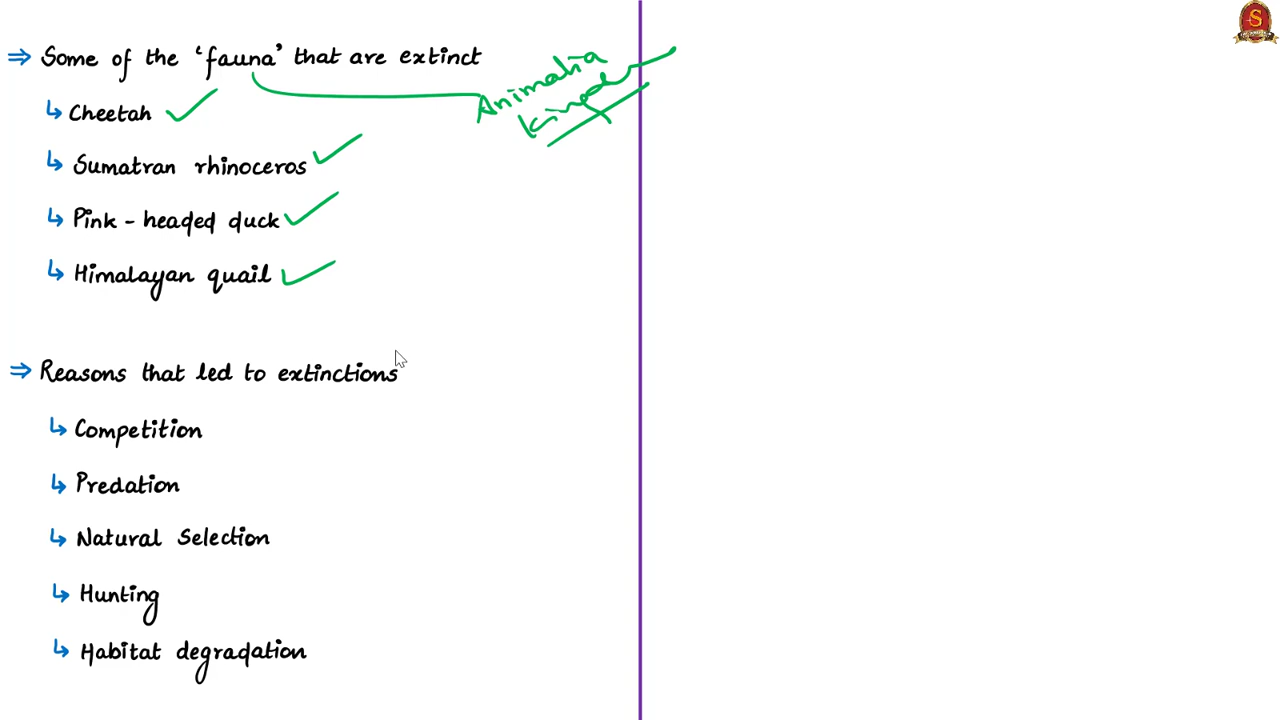 ⇒ Some of the ‘fauna’ that are extinct
↳ Cheetah
↳ Sumatran rhinoceros
↳ Pink - headed duck
↳ Himalayan quail
Animalia
⇒ Reasons that led to extinctions
↳ Competition
↳ Predation
↳ Natural Selection
↳ Hunting
↳ Habitat degradation
S